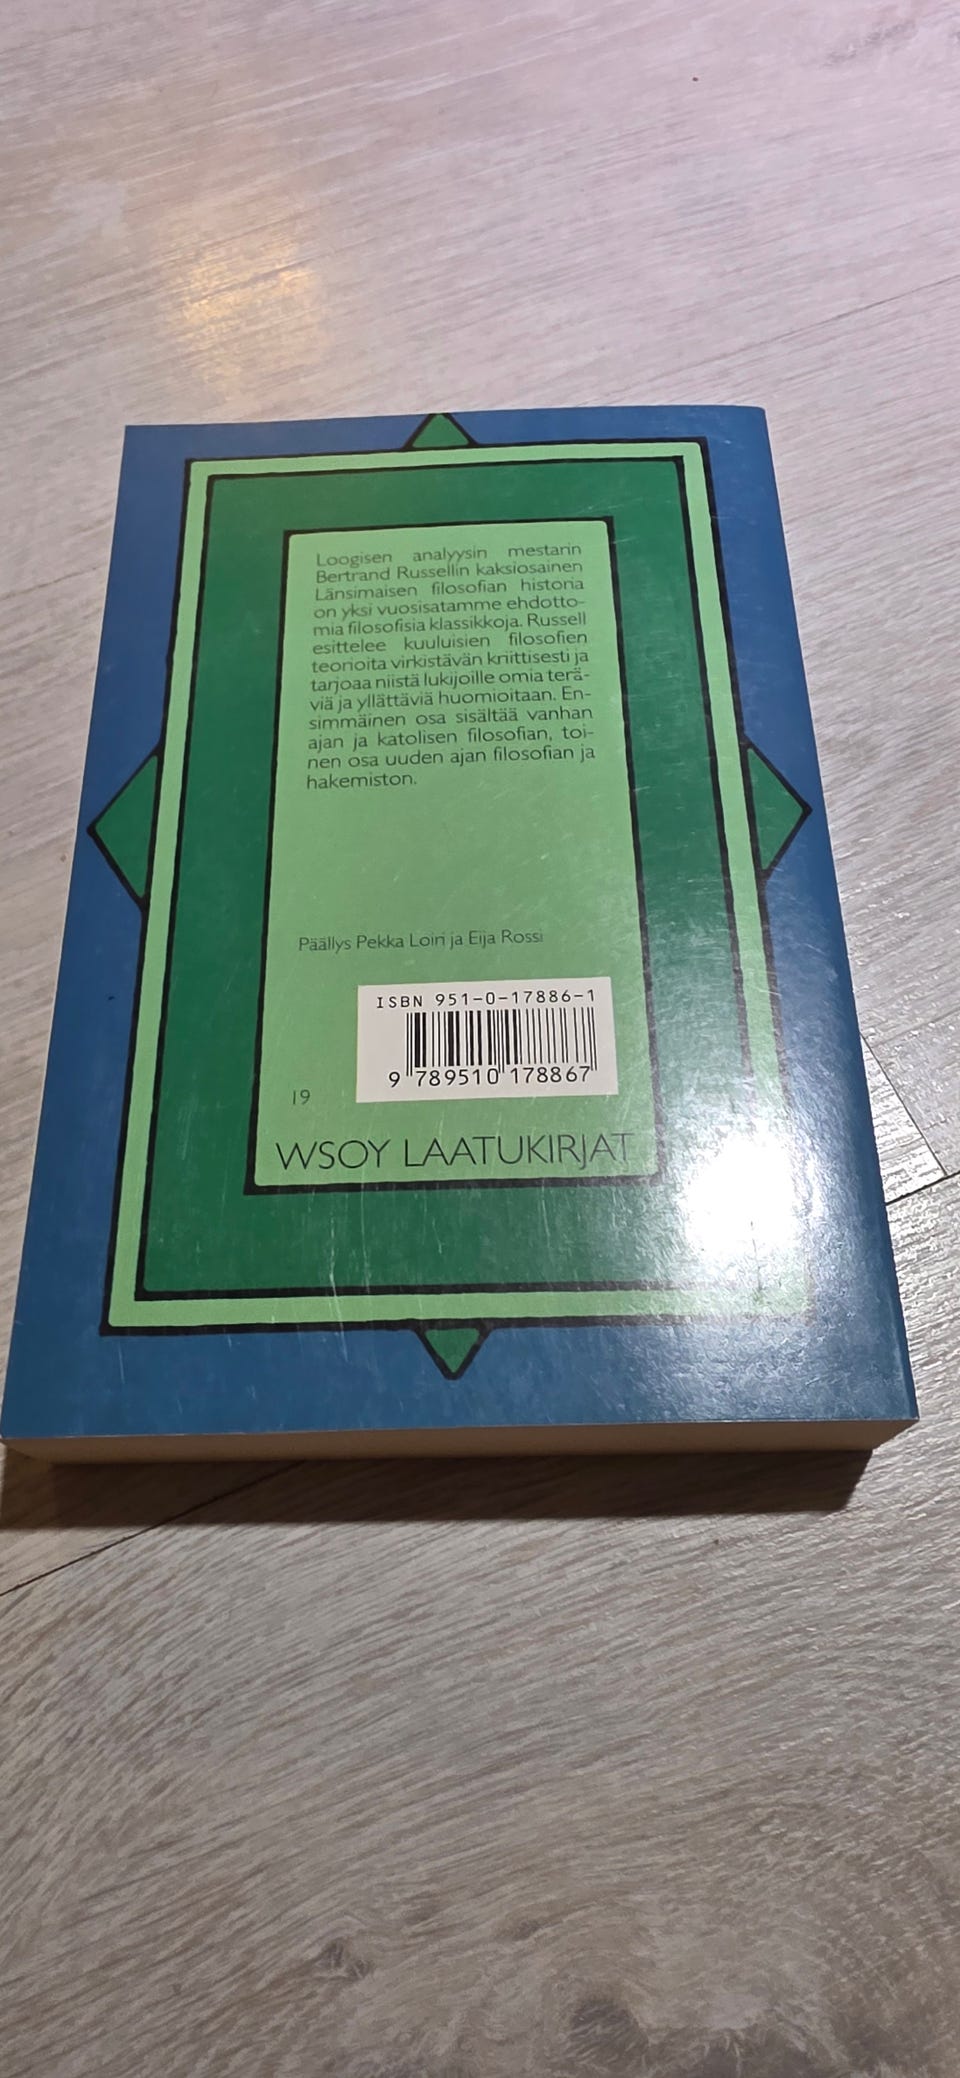 Loogisen analyysin mestarin
Bertrand Russellin kaksiosainen
Länsimaisen filosofian historia
on yksi vuosisatamme ehdotto-
mia filosofisia klassikkoja. Russell
esittelee kuuluisien filosofien
teorioita virkistävän kriittisesti ja
tarjoaa niistä lukijoille omia terä-
viä ja yllättäviä huomioitaan. En-
simmäinen osa sisältää vanhan
ajan ja katolisen filosofian, toi-
nen osa uuden ajan filosofian ja
hakemiston.
Päällys Pekka Loiri ja Eija Rossi
ISBN 951-0-17886-1
9 789510 178867
19
WSOY LAATUKIRJAT